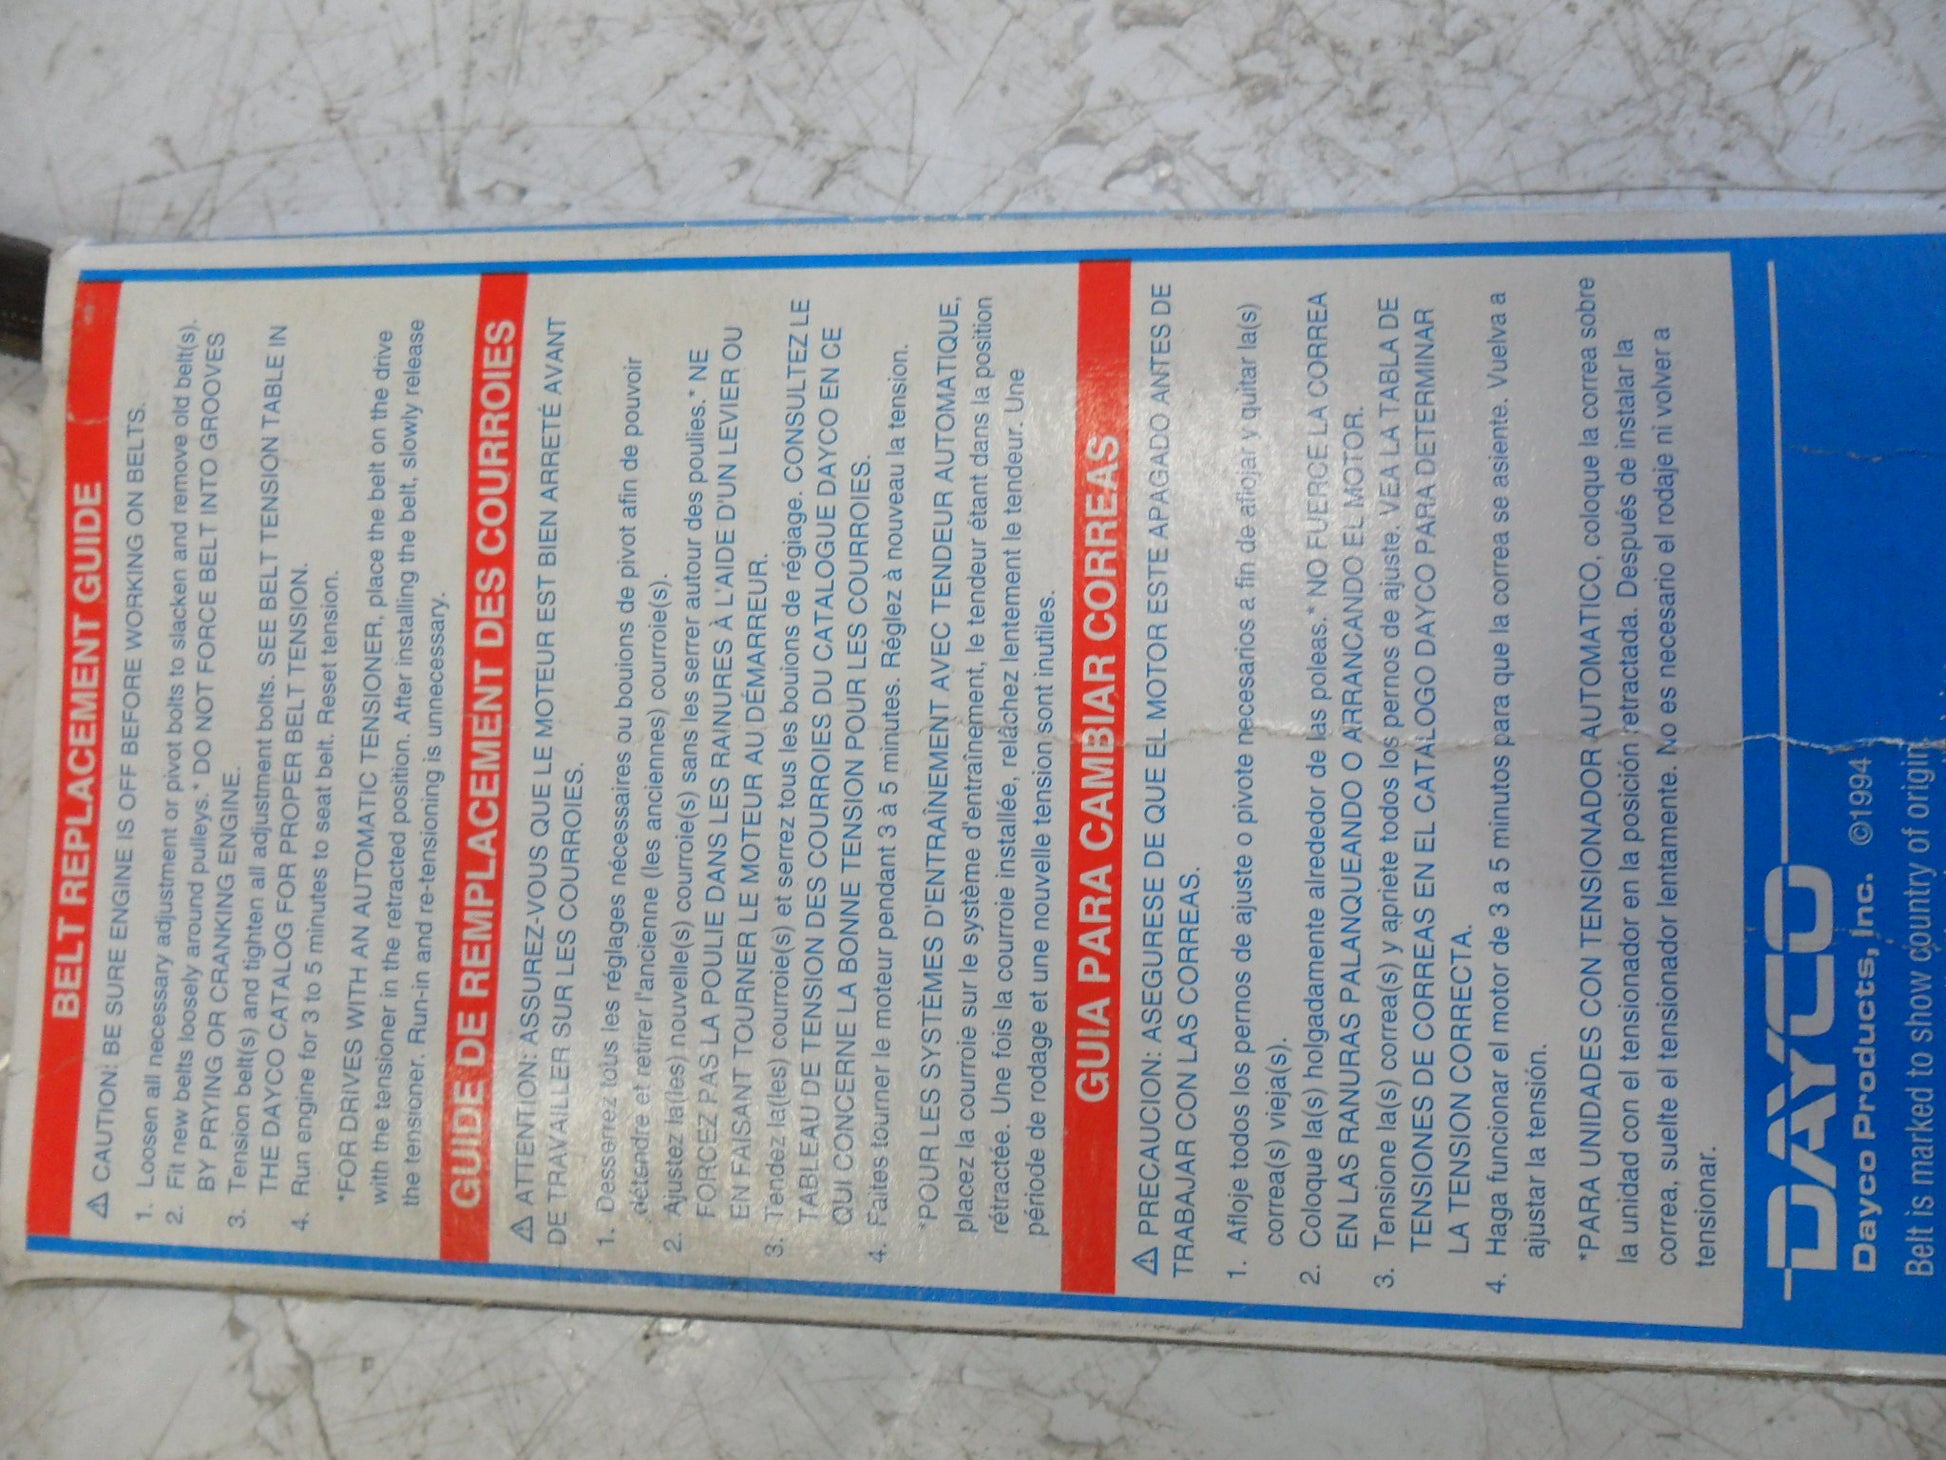 BELT REPLACEMENT GUIDE
⚠ CAUTION: BE SURE ENGINE IS OFF BEFORE WORKING ON BELTS.
1. Loosen all necessary adjustment or pivot bolts to slacken and remove old belt(s).
2. Fit new belts loosely around pulleys.* DO NOT FORCE BELT INTO GROOVES
BY PRYING OR CRANKING ENGINE.
3. Tension belt(s) and tighten all adjustment bolts. SEE BELT TENSION TABLE IN
THE DAYCO CATALOG FOR PROPER BELT TENSION.
4. Run engine for 3 to 5 minutes to seat belt. Reset tension.
*FOR DRIVES WITH AN AUTOMATIC TENSIONER, place the belt on the drive
with the tensioner in the retracted position. After installing the belt, slowly release
the tensioner. Run-in and re-tensioning is unnecessary.
GUIDE DE REMPLACEMENT DES COURROIES
⚠ ATTENTION: ASSUREZ-VOUS QUE LE MOTEUR EST BIEN ARRETÉ AVANT
DE TRAVAILLER SUR LES COURROIES.
1. Desserrez tous les réglages nécessaires ou bouions de pivot afin de pouvoir
détendre et retirer l'ancienne (les anciennes) courroie(s).
2. Ajustez la(les) nouvelle(s) courroie(s) sans les serrer autour des poulies.* NE
FORCEZ PAS LA POULIE DANS LES RAINURES À L'AIDE D'UN LEVIER OU
EN FAISANT TOURNER LE MOTEUR AU DÉMARREUR.
3. Tendez la(les) courroie(s) et serrez tous les bouions de réglage. CONSULTEZ LE
TABLEAU DE TENSION DES COURROIES DU CATALOGUE DAYCO EN CE
QUI CONCERNE LA BONNE TENSION POUR LES COURROIES.
4. Faites tourner le moteur pendant 3 à 5 minutes. Réglez à nouveau la tension.
*POUR LES SYSTÈMES D'ENTRAÎNEMENT AVEC TENDEUR AUTOMATIQUE,
placez la courroie sur le système d'entraînement, le tendeur étant dans la position
rétractée. Une fois la courroie installée, relâchez lentement le tendeur. Une
période de rodage et une nouvelle tension sont inutiles.
GUIA PARA CAMBIAR CORREAS
⚠ PRECAUCION: ASEGURESE DE QUE EL MOTOR ESTE APAGADO ANTES DE
TRABAJAR CON LAS CORREAS.
1. Afloje todos los pernos de ajuste o pivote necesarios a fin de aflojar y quitar la(s)
correa(s) vieja(s).
2. Coloque la(s) holgadamente alrededor de las poleas.* NO FUERCE LA CORREA
EN LAS RANURAS PALANQUEANDO O ARRANCANDO EL MOTOR.
3. Tensione la(s) correa(s) y apriete todos los pernos de ajuste. VEA LA TABLA DE
TENSIONES DE CORREAS EN EL CATALOGO DAYCO PARA DETERMINAR
LA TENSION CORRECTA.
4. Haga funcionar el motor de 3 a 5 minutos para que la correa se asiente. Vuelva a
ajustar la tensión.
*PARA UNIDADES CON TENSIONADOR AUTOMATICO, coloque la correa sobre
la unidad con el tensionador en la posición retractada. Después de instalar la
correa, suelte el tensionador lentamente. No es necesario el rodaje ni volver a
tensionar.
DAYCO
Dayco Products, Inc. ©1994
Belt is marked to show country of origin